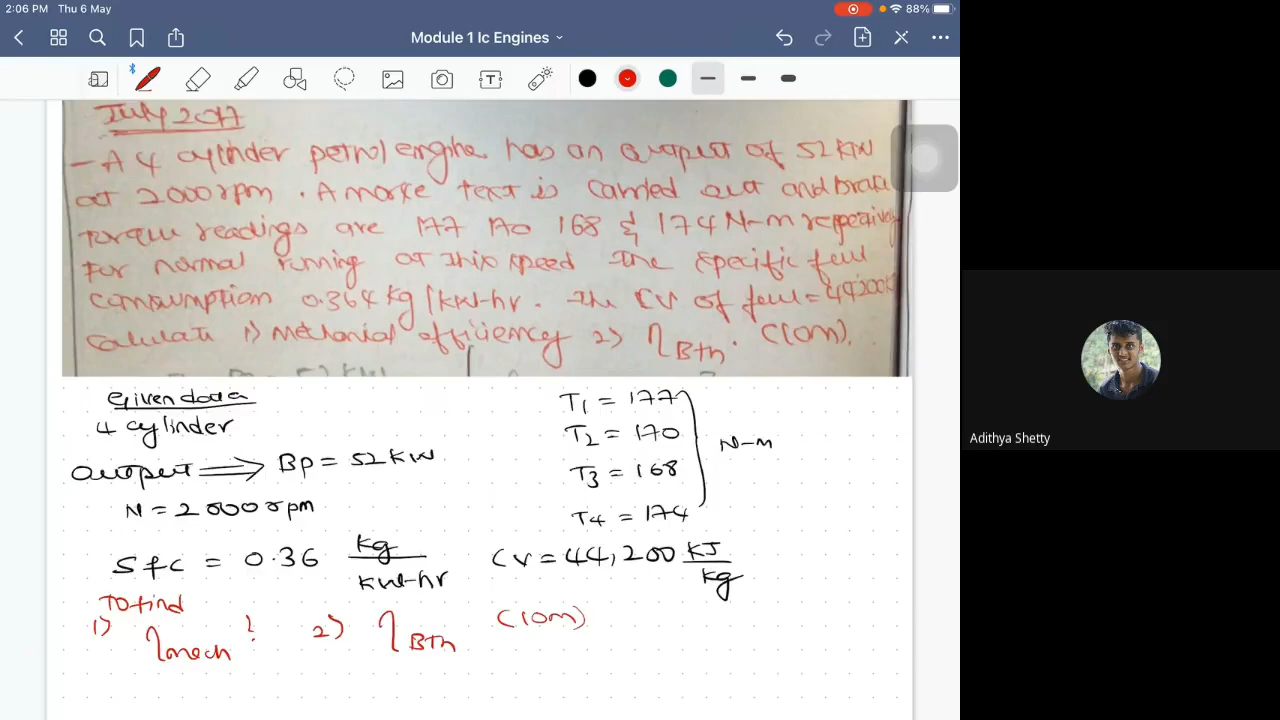 2:06 PM Thu 6 May
88%
Module 1 Ic Engines
July 2017
- A 4 cylinder petrol engine has an output of 52 KW
at 2000 rpm . A morse text is carried out and Brake
torque readings are 177 170 168 & 174 N-m
For normal running at this speed the specific fuel
consumption 0.364 kg/kw-hr. The CV of fuel =
calculate 1) Mechanical efficiency 2) ηBth. (10m).
Given data
4 cylinder
output ⟹ BP = 52 KW
N = 2000 rpm
Sfc = 0.36 kg/kw-hr
T1 = 177
T2 = 170
T3 = 168
T4 = 174
N-m
CV = 44,200 KJ/kg
To find
1) ηmech ? 2) ηBth (10m)
Adithya Shetty